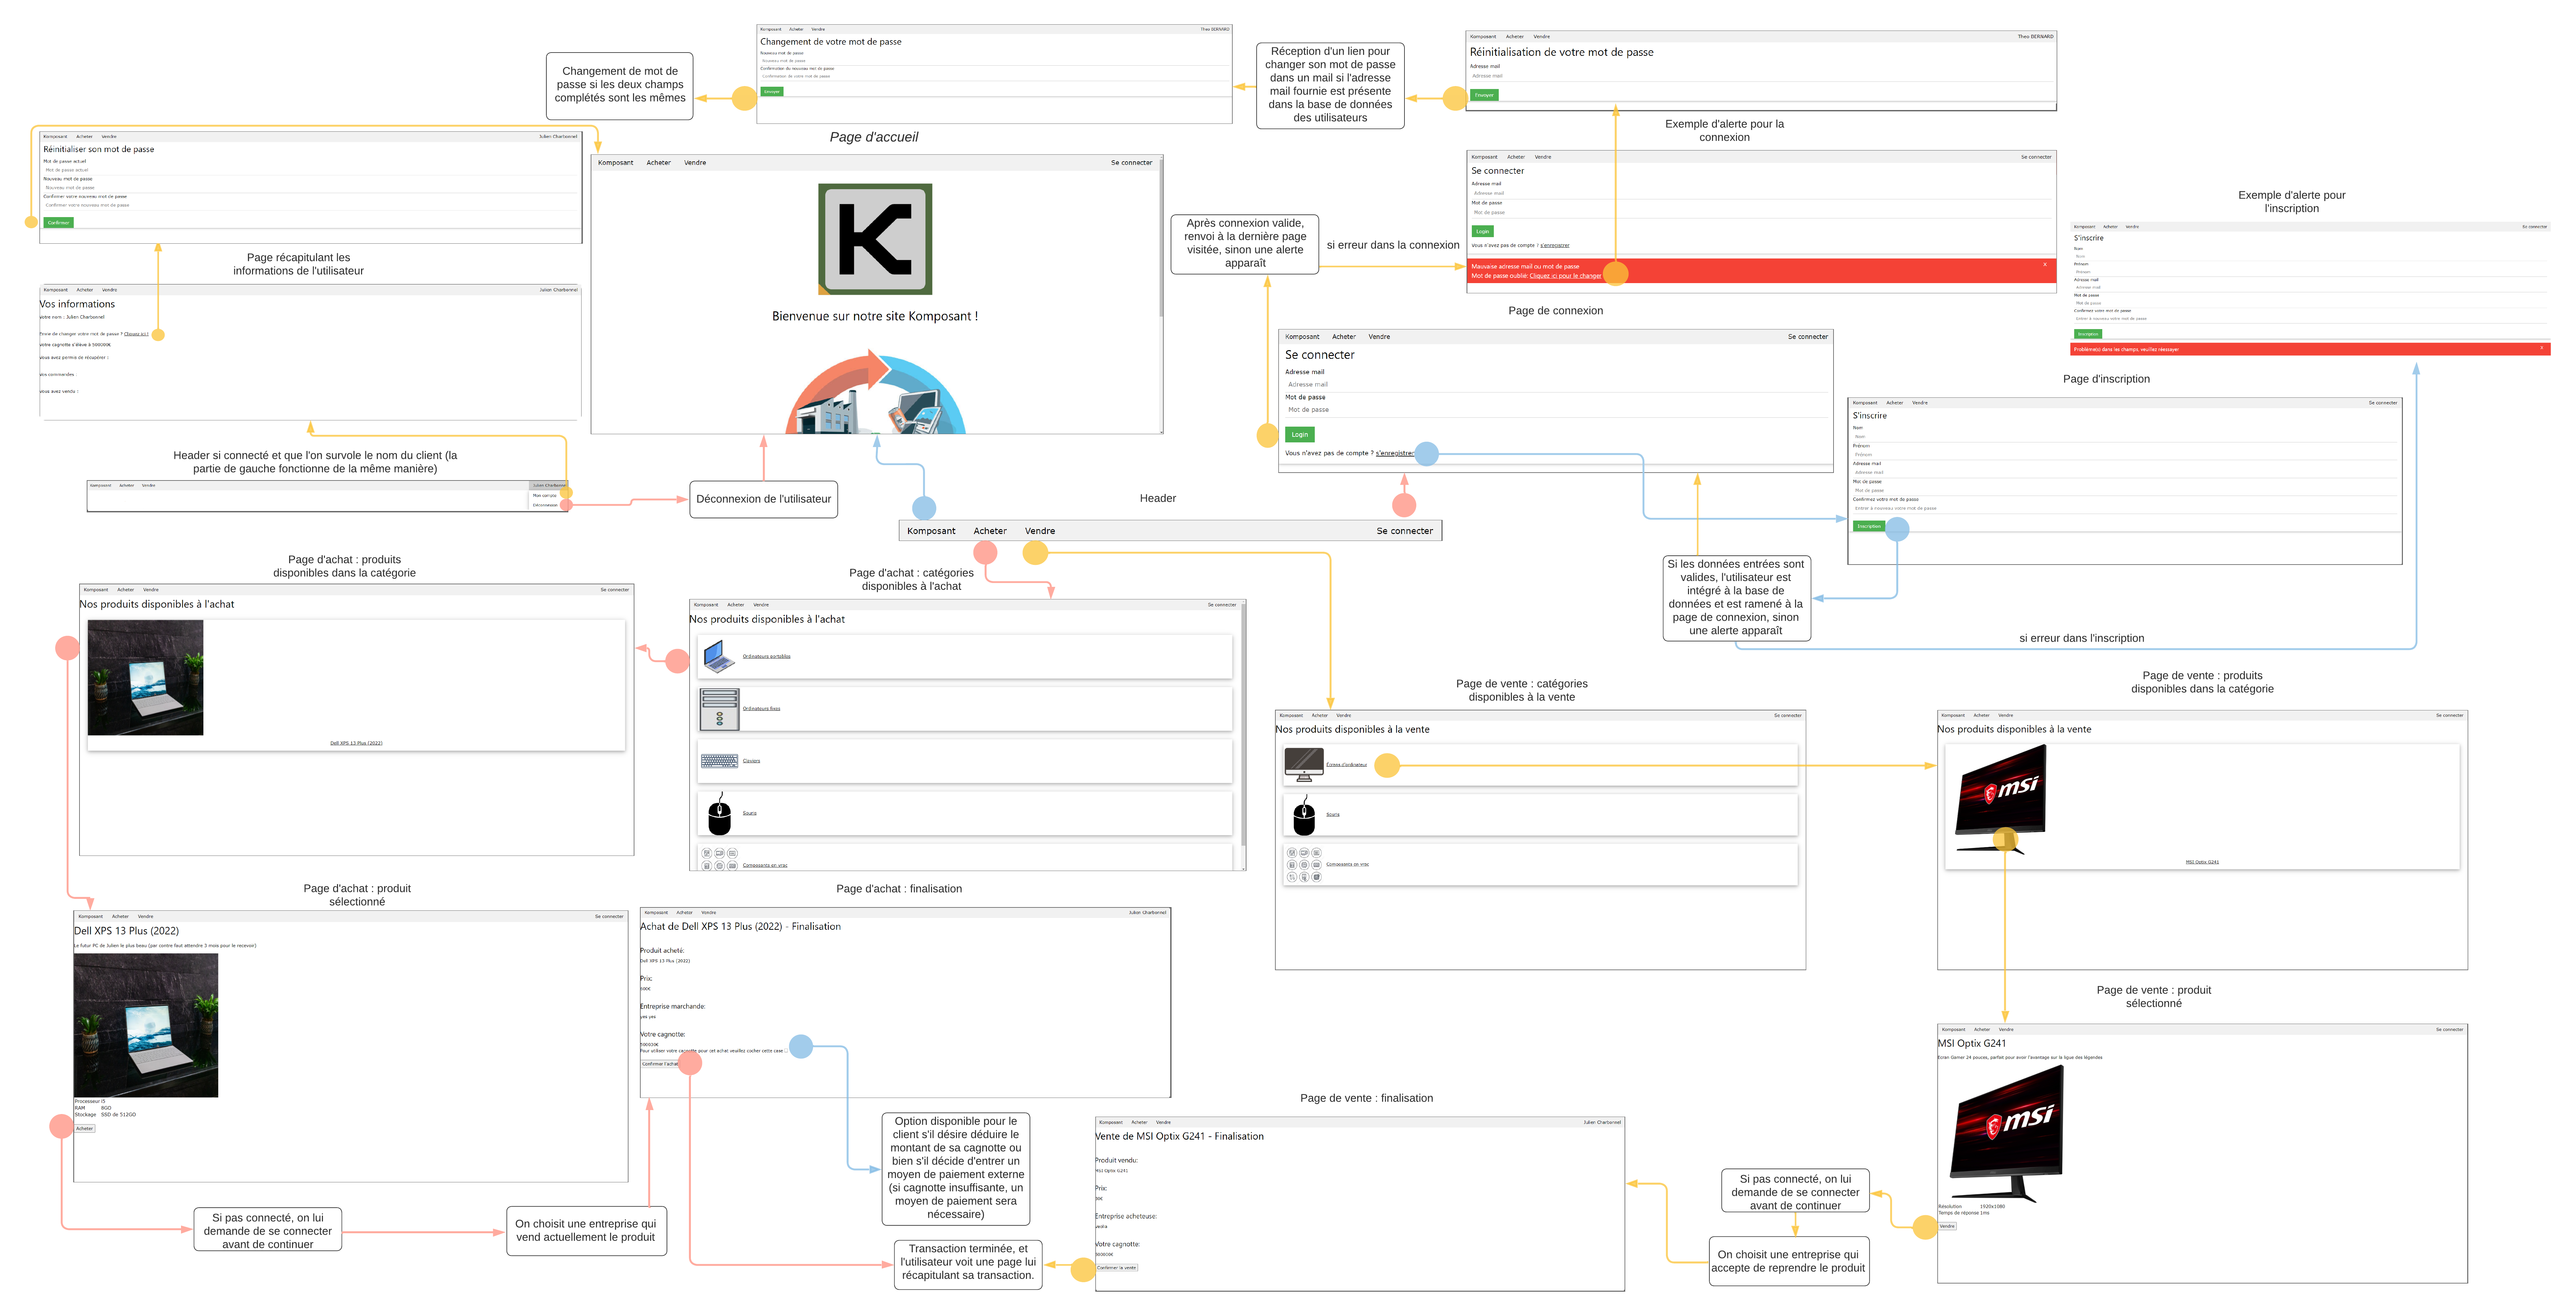 Komposant Acheter Vendre Theo BERNARD
Changement de votre mot de passe
Nouveau mot de passe
Nouveau mot de passe
Confirmation du nouveau mot de passe
Confirmation de votre mot de passe
Envoyer
Changement de mot de
passe si les deux champs
complétés sont les mêmes
Réception d'un lien pour
changer son mot de passe
dans un mail si l'adresse
mail fournie est présente
dans la base de données
des utilisateurs
Komposant Acheter Vendre Theo BERNARD
Réinitialisation de votre mot de passe
Adresse mail
Adresse mail
Envoyer
Komposant Acheter Vendre Julien Charbonnel
Réinitialiser son mot de passe
Mot de passe actuel
Mot de passe actuel
Nouveau mot de passe
Nouveau mot de passe
Confirmer votre nouveau mot de passe
Confirmer votre nouveau mot de passe
Confirmer
Page d'accueil
Komposant Acheter Vendre Se connecter
K
Bienvenue sur notre site Komposant !
Exemple d'alerte pour la
connexion
Komposant Acheter Vendre Se connecter
Se connecter
Adresse mail
Adresse mail
Mot de passe
Mot de passe
Login
Vous n'avez pas de compte ? s'enregistrer
Mauvaise adresse mail ou mot de passe x
Mot de passe oublié: Cliquez ici pour le changer
Après connexion valide,
renvoi à la dernière page
visitée, sinon une alerte
apparaît
si erreur dans la connexion
Exemple d'alerte pour
l'inscription
Komposant Acheter Vendre Se connecter
S'inscrire
Nom
Nom
Prénom
Prénom
Adresse mail
Adresse mail
Mot de passe
Mot de passe
Confirmez votre mot de passe
Entrer à nouveau votre mot de passe
Inscription
Problème(s) dans les champs, veuillez réessayer x
Page récapitulant les
informations de l'utilisateur
Komposant Acheter Vendre Julien Charbonnel
Vos informations
Votre nom : Julien Charbonnel
Envie de changer votre mot de passe ? Cliquez ici !
Votre cagnotte s'élève à 500000€
Vous avez permis de récupérer :
Vos commandes :
Vous avez vendu :
Page de connexion
Komposant Acheter Vendre Se connecter
Se connecter
Adresse mail
Adresse mail
Mot de passe
Mot de passe
Login
Vous n'avez pas de compte ? s'enregistrer
Page d'inscription
Komposant Acheter Vendre Se connecter
S'inscrire
Nom
Nom
Prénom
Prénom
Adresse mail
Adresse mail
Mot de passe
Mot de passe
Confirmez votre mot de passe
Entrer à nouveau votre mot de passe
Inscription
Header si connecté et que l'on survole le nom du client (la
partie de gauche fonctionne de la même manière)
Komposant Acheter Vendre Julien Charbonnel
Mon compte
Déconnexion
Déconnexion de l'utilisateur
Header
Komposant Acheter Vendre Se connecter
Si les données entrées sont
valides, l'utilisateur est
intégré à la base de
données et est ramené à la
page de connexion, sinon
une alerte apparaît
si erreur dans l'inscription
Page d'achat : produits
disponibles dans la catégorie
Komposant Acheter Vendre Se connecter
Nos produits disponibles à l'achat
Dell XPS 13 Plus (2022)
Page d'achat : catégories
disponibles à l'achat
Komposant Acheter Vendre Se connecter
Nos produits disponibles à l'achat
Ordinateurs portables
Ordinateurs fixes
Claviers
Souris
Composants en vrac
Page de vente : catégories
disponibles à la vente
Komposant Acheter Vendre Se connecter
Nos produits disponibles à la vente
Écrans d'ordinateur
Souris
Composants en vrac
Page de vente : produits
disponibles dans la catégorie
Komposant Acheter Vendre Se connecter
Nos produits disponibles à la vente
msi
MSI Optix G241
Page d'achat : produit
sélectionné
Komposant Acheter Vendre Se connecter
Dell XPS 13 Plus (2022)
Le futur PC de Julien le plus beau (par contre faut attendre 3 mois pour le recevoir)
Processeur i5
RAM 8GO
Stockage SSD de 512GO
Acheter
Page d'achat : finalisation
Komposant Acheter Vendre Julien Charbonnel
Achat de Dell XPS 13 Plus (2022) - Finalisation
Produit acheté:
Dell XPS 13 Plus (2022)
Prix:
Entreprise marchande:
yes yes
Votre cagnotte:
Pour utiliser votre cagnotte pour cet achat veuillez cocher cette case
Confirmer l'achat
Option disponible pour le
client s'il désire déduire le
montant de sa cagnotte ou
bien s'il décide d'entrer un
moyen de paiement externe
(si cagnotte insuffisante, un
moyen de paiement sera
nécessaire)
Transaction terminée, et
l'utilisateur voit une page lui
récapitulant sa transaction.
Si pas connecté, on lui
demande de se connecter
avant de continuer
On choisit une entreprise qui
vend actuellement le produit
Page de vente : finalisation
Komposant Acheter Vendre Julien Charbonnel
Vente de MSI Optix G241 - Finalisation
Produit vendu:
MSI Optix G241
Prix:
Entreprise acheteuse:
Votre cagnotte:
Confirmer la vente
Si pas connecté, on lui
demande de se connecter
avant de continuer
On choisit une entreprise qui
accepte de reprendre le produit
Page de vente : produit
sélectionné
Komposant Acheter Vendre Se connecter
MSI Optix G241
Ecran Gamer 24 pouces, parfait pour avoir l'avantage sur la ligue des légendes
msi
Résolution 1920x1080
Temps de réponse 1ms
Vendre